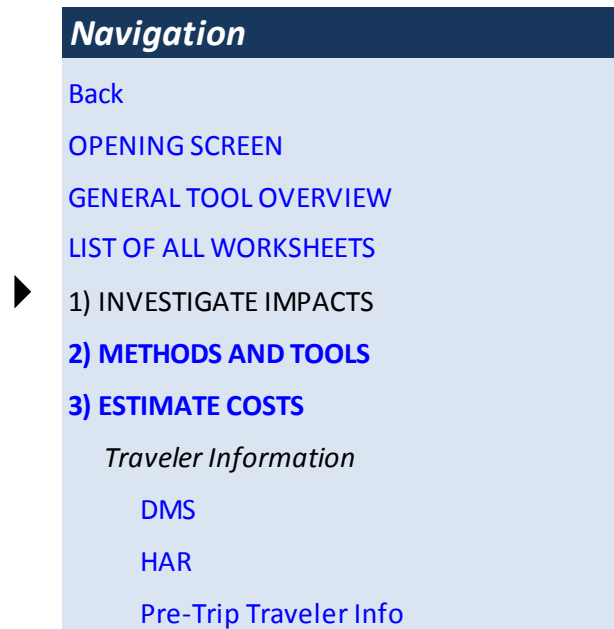 Navigation
Back
OPENING SCREEN
GENERAL TOOL OVERVIEW
LIST OF ALL WORKSHEETS
1) INVESTIGATE IMPACTS
2) METHODS AND TOOLS
3) ESTIMATE COSTS
Traveler Information
DMS
HAR
Pre-Trip Traveler Info